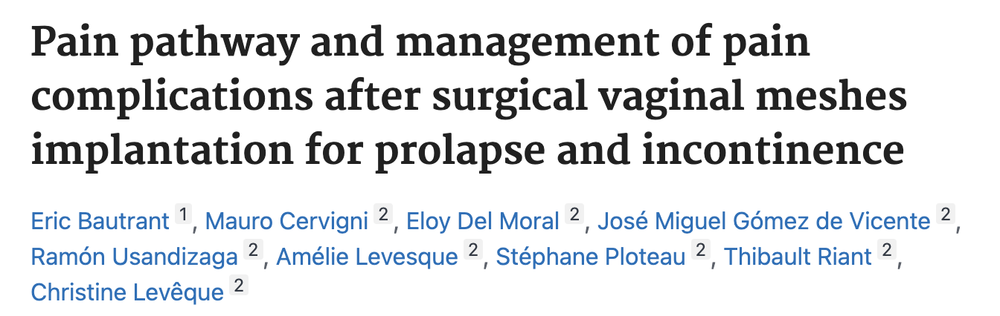 Pain pathway and management of pain
complications after surgical vaginal meshes
implantation for prolapse and incontinence
Eric Bautrant 1, Mauro Cervigni 2, Eloy Del Moral 2, José Miguel Gómez de Vicente 2,
Ramón Usandizaga 2, Amélie Levesque 2, Stéphane Ploteau 2, Thibault Riant 2,
Christine Levêque 2